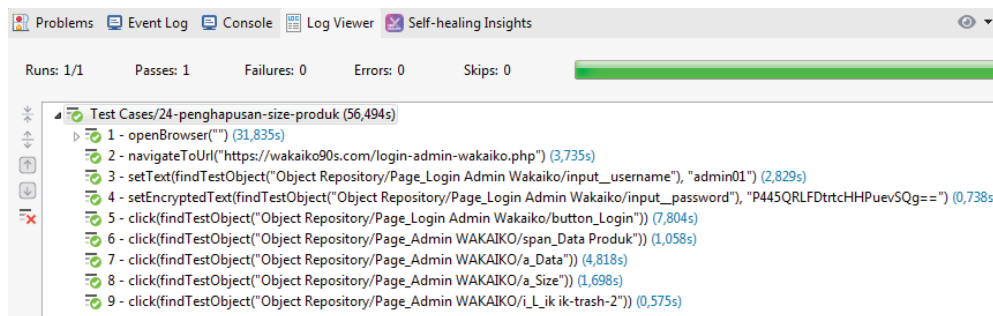 Problems Event Log Console Log Viewer Self-healing Insights
Runs: 1/1 Passes: 1 Failures: 0 Errors: 0 Skips: 0
Test Cases/24-penghapusan-size-produk (56,494s)
1 - openBrowser("") (31,835s)
2 - navigateToUrl("https://wakaiko90s.com/login-admin-wakaiko.php") (3,735s)
3 - setText(findTestObject("Object Repository/Page_Login Admin Wakaiko/input__username"), "admin01") (2,829s)
4 - setEncryptedText(findTestObject("Object Repository/Page_Login Admin Wakaiko/input__password"), "P445QRLFDtrtcHHPuevSQg==") (0,738s
5 - click(findTestObject("Object Repository/Page_Login Admin Wakaiko/button_Login")) (7,804s)
6 - click(findTestObject("Object Repository/Page_Admin WAKAIKO/span_Data Produk")) (1,058s)
7 - click(findTestObject("Object Repository/Page_Admin WAKAIKO/a_Data")) (4,818s)
8 - click(findTestObject("Object Repository/Page_Admin WAKAIKO/a_Size")) (1,698s)
9 - click(findTestObject("Object Repository/Page_Admin WAKAIKO/i_L_ik ik-trash-2")) (0,575s)